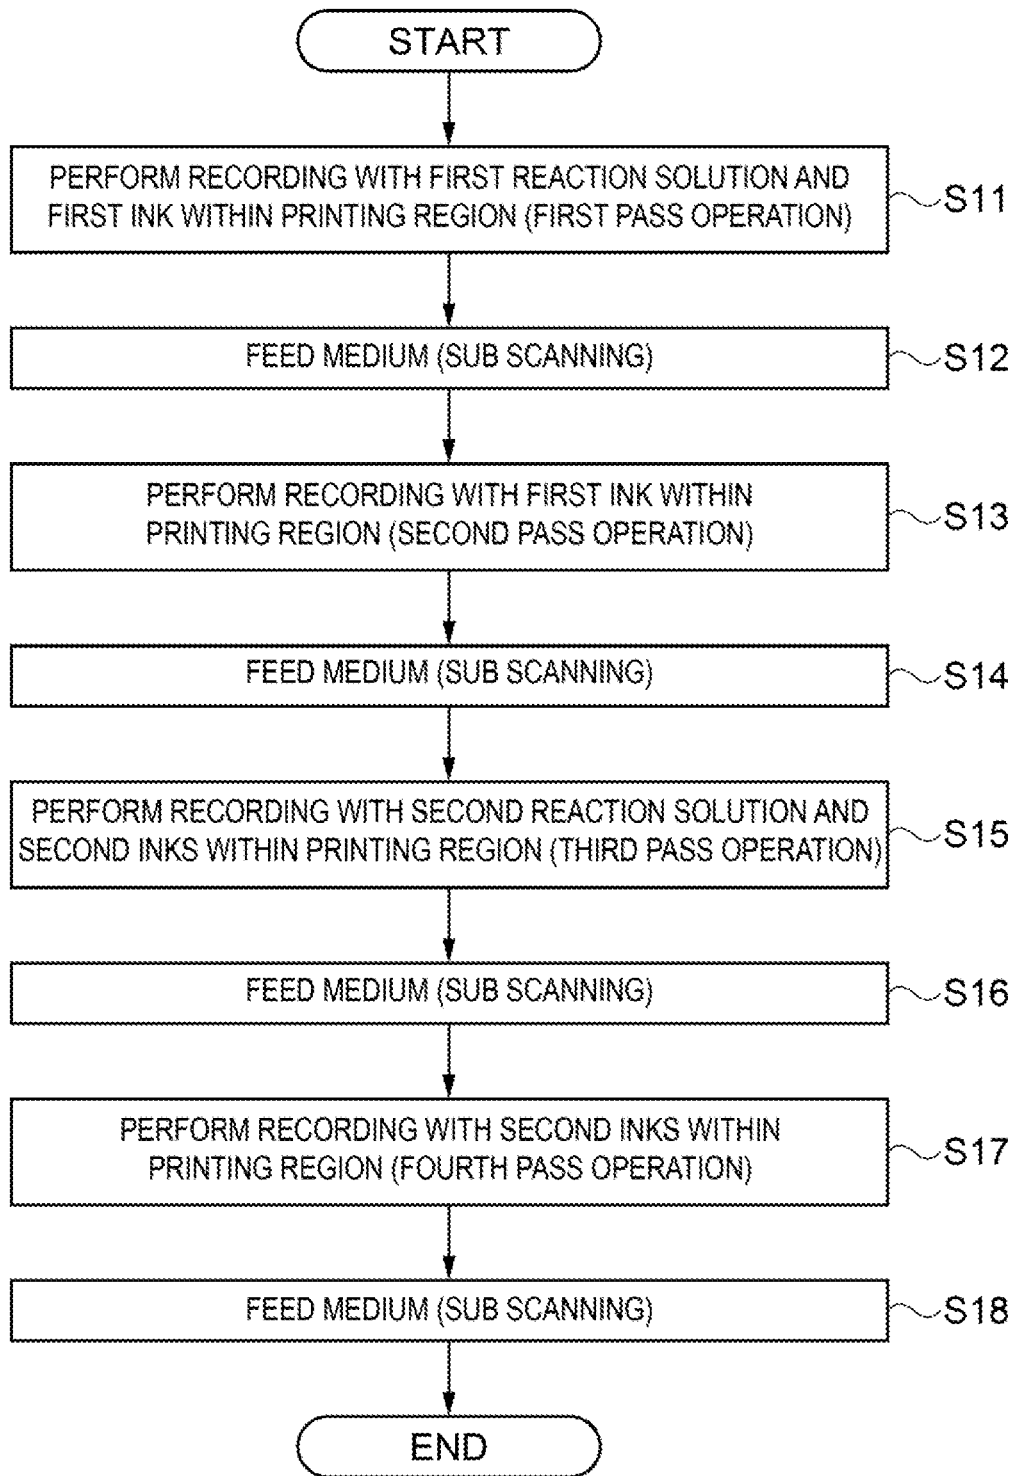 START
PERFORM RECORDING WITH FIRST REACTION SOLUTION AND
FIRST INK WITHIN PRINTING REGION (FIRST PASS OPERATION)
S11
FEED MEDIUM (SUB SCANNING)
S12
PERFORM RECORDING WITH FIRST INK WITHIN
PRINTING REGION (SECOND PASS OPERATION)
S13
FEED MEDIUM (SUB SCANNING)
S14
PERFORM RECORDING WITH SECOND REACTION SOLUTION AND
SECOND INKS WITHIN PRINTING REGION (THIRD PASS OPERATION)
S15
FEED MEDIUM (SUB SCANNING)
S16
PERFORM RECORDING WITH SECOND INKS WITHIN
PRINTING REGION (FOURTH PASS OPERATION)
S17
FEED MEDIUM (SUB SCANNING)
S18
END